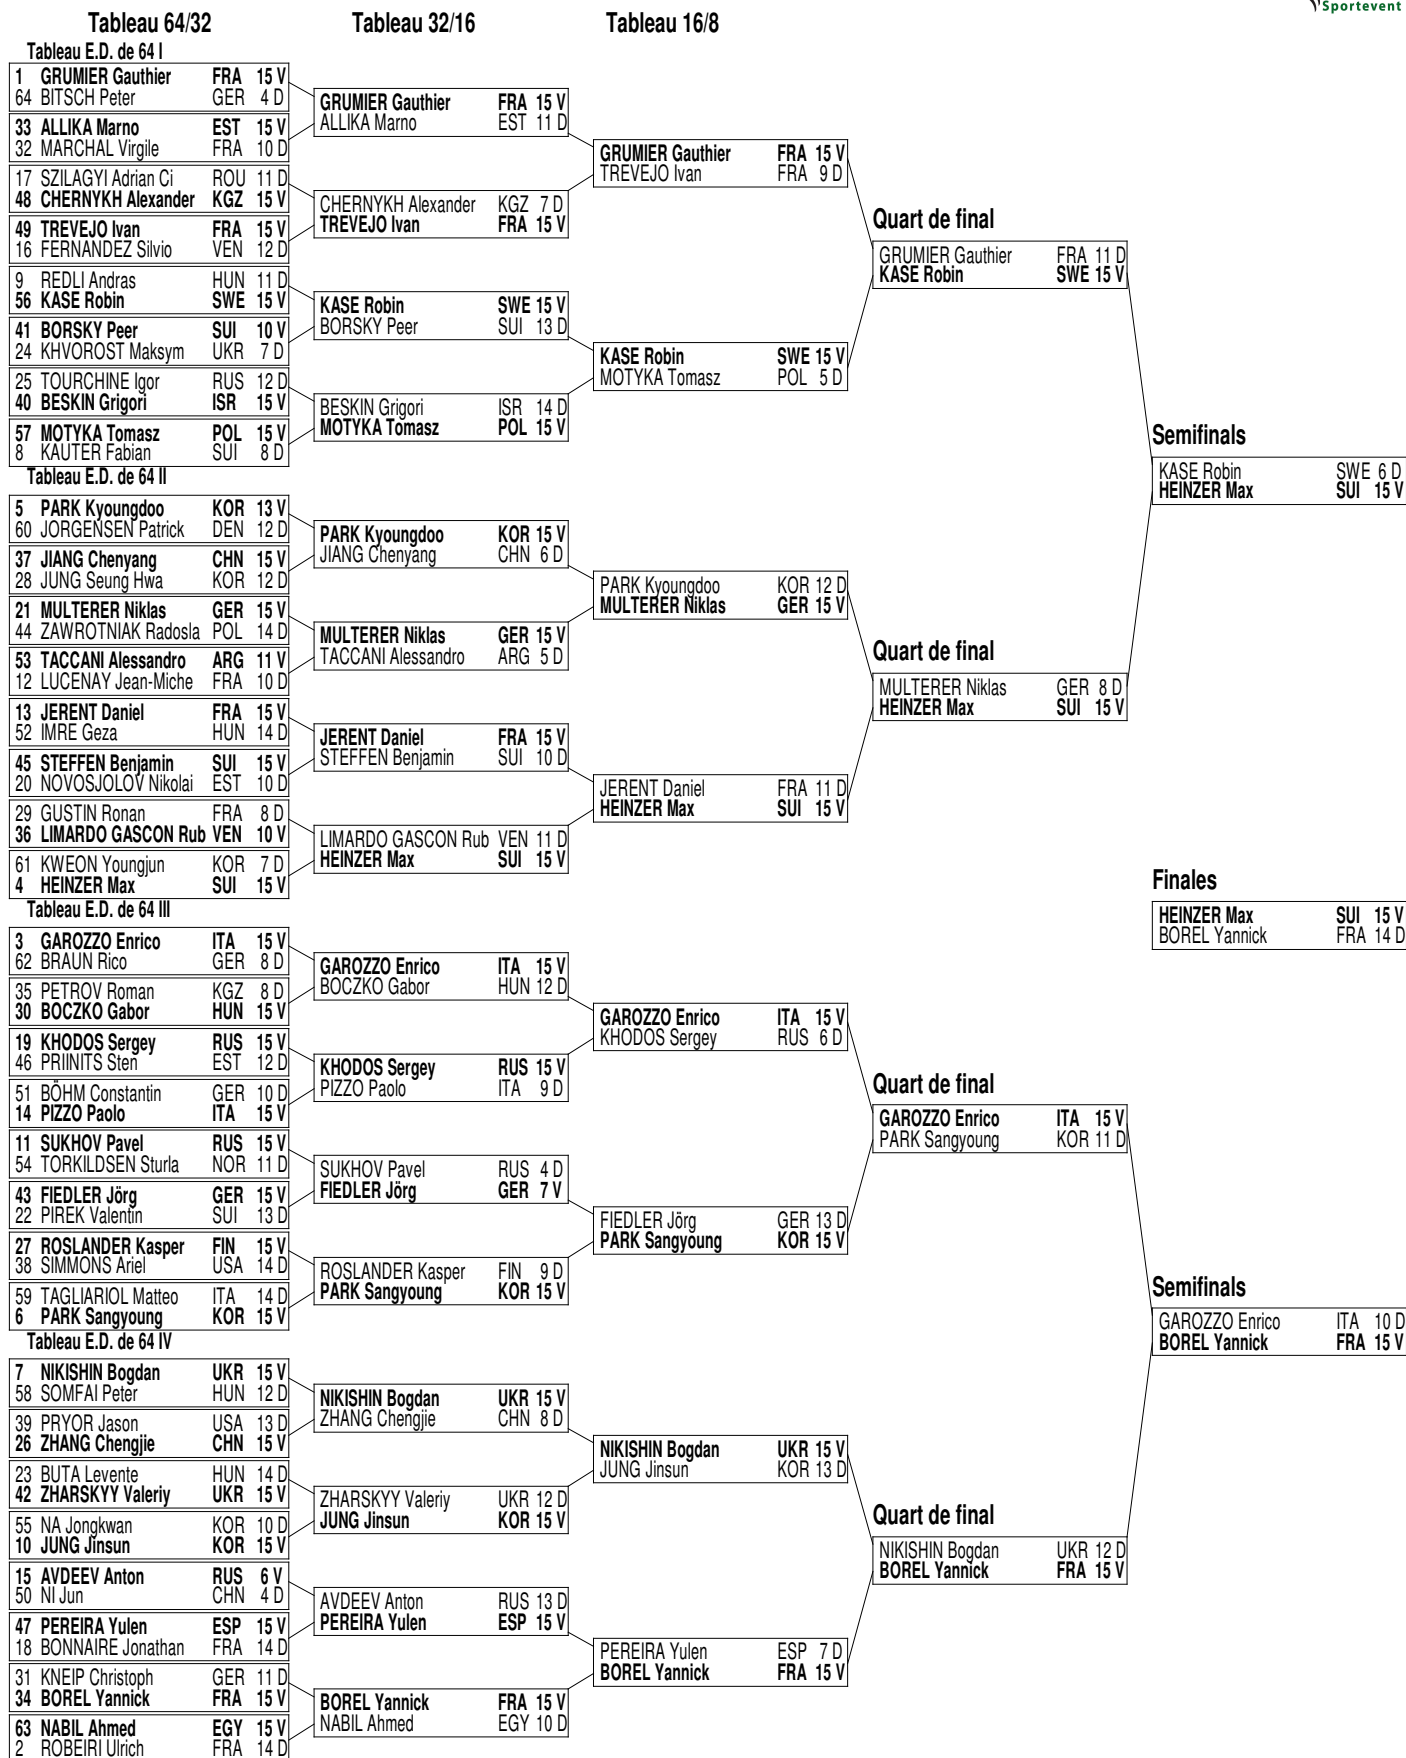 Sportevent
Tableau 64/32 Tableau 32/16 Tableau 16/8
Tableau E.D. de 64 I
1 GRUMIER Gauthier FRA 15 V
64 BITSCH Peter GER 4 D
33 ALLIKA Marno EST 15 V
32 MARCHAL Virgile FRA 10 D
17 SZILAGYI Adrian Ci ROU 11 D
48 CHERNYKH Alexander KGZ 15 V
49 TREVEJO Ivan FRA 15 V
16 FERNANDEZ Silvio VEN 12 D
9 REDLI Andras HUN 11 D
56 KASE Robin SWE 15 V
41 BORSKY Peer SUI 10 V
24 KHVOROST Maksym UKR 7 D
25 TOURCHINE Igor RUS 12 D
40 BESKIN Grigori ISR 15 V
57 MOTYKA Tomasz POL 15 V
8 KAUTER Fabian SUI 8 D
Tableau E.D. de 64 II
5 PARK Kyoungdoo KOR 13 V
60 JORGENSEN Patrick DEN 12 D
37 JIANG Chenyang CHN 15 V
28 JUNG Seung Hwa KOR 12 D
21 MULTERER Niklas GER 15 V
44 ZAWROTNIAK Radosla POL 14 D
53 TACCANI Alessandro ARG 11 V
12 LUCENAY Jean-Miche FRA 10 D
13 JERENT Daniel FRA 15 V
52 IMRE Geza HUN 14 D
45 STEFFEN Benjamin SUI 15 V
20 NOVOSJOLOV Nikolai EST 10 D
29 GUSTIN Ronan FRA 8 D
36 LIMARDO GASCON Rub VEN 10 V
61 KWEON Youngjun KOR 7 D
4 HEINZER Max SUI 15 V
Tableau E.D. de 64 III
3 GAROZZO Enrico ITA 15 V
62 BRAUN Rico GER 8 D
35 PETROV Roman KGZ 8 D
30 BOCZKO Gabor HUN 15 V
19 KHODOS Sergey RUS 15 V
46 PRIINITS Sten EST 12 D
51 BÖHM Constantin GER 10 D
14 PIZZO Paolo ITA 15 V
11 SUKHOV Pavel RUS 15 V
54 TORKILDSEN Sturla NOR 11 D
43 FIEDLER Jörg GER 15 V
22 PIREK Valentin SUI 13 D
27 ROSLANDER Kasper FIN 15 V
38 SIMMONS Ariel USA 14 D
59 TAGLIARIOL Matteo ITA 14 D
6 PARK Sangyoung KOR 15 V
Tableau E.D. de 64 IV
7 NIKISHIN Bogdan UKR 15 V
58 SOMFAI Peter HUN 12 D
39 PRYOR Jason USA 13 D
26 ZHANG Chengjie CHN 15 V
23 BUTA Levente HUN 14 D
42 ZHARSKYY Valeriy UKR 15 V
55 NA Jongkwan KOR 10 D
10 JUNG Jinsun KOR 15 V
15 AVDEEV Anton RUS 6 V
50 NI Jun CHN 4 D
47 PEREIRA Yulen ESP 15 V
18 BONNAIRE Jonathan FRA 14 D
31 KNEIP Christoph GER 11 D
34 BOREL Yannick FRA 15 V
63 NABIL Ahmed EGY 15 V
2 ROBEIRI Ulrich FRA 14 D
GRUMIER Gauthier FRA 15 V
ALLIKA Marno EST 11 D
CHERNYKH Alexander KGZ 7 D
TREVEJO Ivan FRA 15 V
KASE Robin SWE 15 V
BORSKY Peer SUI 13 D
BESKIN Grigori ISR 14 D
MOTYKA Tomasz POL 15 V
PARK Kyoungdoo KOR 15 V
JIANG Chenyang CHN 6 D
MULTERER Niklas GER 15 V
TACCANI Alessandro ARG 5 D
JERENT Daniel FRA 15 V
STEFFEN Benjamin SUI 10 D
LIMARDO GASCON Rub VEN 11 D
HEINZER Max SUI 15 V
GAROZZO Enrico ITA 15 V
BOCZKO Gabor HUN 12 D
KHODOS Sergey RUS 15 V
PIZZO Paolo ITA 9 D
SUKHOV Pavel RUS 4 D
FIEDLER Jörg GER 7 V
ROSLANDER Kasper FIN 9 D
PARK Sangyoung KOR 15 V
NIKISHIN Bogdan UKR 15 V
ZHANG Chengjie CHN 8 D
ZHARSKYY Valeriy UKR 12 D
JUNG Jinsun KOR 15 V
AVDEEV Anton RUS 13 D
PEREIRA Yulen ESP 15 V
BOREL Yannick FRA 15 V
NABIL Ahmed EGY 10 D
GRUMIER Gauthier FRA 15 V
TREVEJO Ivan FRA 9 D
KASE Robin SWE 15 V
MOTYKA Tomasz POL 5 D
PARK Kyoungdoo KOR 12 D
MULTERER Niklas GER 15 V
JERENT Daniel FRA 11 D
HEINZER Max SUI 15 V
GAROZZO Enrico ITA 15 V
KHODOS Sergey RUS 6 D
FIEDLER Jörg GER 13 D
PARK Sangyoung KOR 15 V
NIKISHIN Bogdan UKR 15 V
JUNG Jinsun KOR 13 D
PEREIRA Yulen ESP 7 D
BOREL Yannick FRA 15 V
Quart de final
GRUMIER Gauthier FRA 11 D
KASE Robin SWE 15 V
Quart de final
MULTERER Niklas GER 8 D
HEINZER Max SUI 15 V
Quart de final
GAROZZO Enrico ITA 15 V
PARK Sangyoung KOR 11 D
Quart de final
NIKISHIN Bogdan UKR 12 D
BOREL Yannick FRA 15 V
Semifinals
KASE Robin SWE 6 D
HEINZER Max SUI 15 V
Finales
HEINZER Max SUI 15 V
BOREL Yannick FRA 14 D
Semifinals
GAROZZO Enrico ITA 10 D
BOREL Yannick FRA 15 V